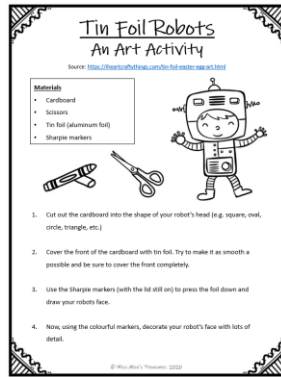 Tin Foil Robots
An Art Activity
Source: https://iheartcraftythings.com/tin-foil-easter-egg-art.html
Materials
• Cardboard
• Scissors
• Tin foil (aluminum foil)
• Sharpie markers
1. Cut out the cardboard into the shape of your robot's head (e.g. square, oval,
circle, triangle, etc.)
2. Cover the front of the cardboard with tin foil. Try to make it as smooth a
possible and be sure to cover the front completely.
3. Use the Sharpie markers (with the lid still on) to press the foil down and
draw your robots face.
4. Now, using the colourful markers, decorate your robot's face with lots of
detail.
© Miss Mae's Treasures 2020